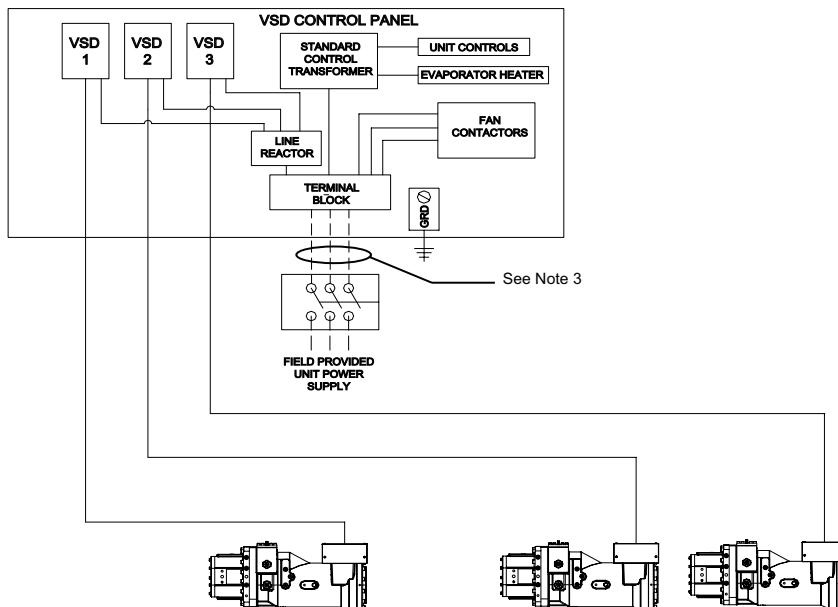 VSD CONTROL PANEL
VSD
1
VSD
2
VSD
3
STANDARD
CONTROL
TRANSFORMER
UNIT CONTROLS
EVAPORATOR HEATER
FAN
CONTACTORS
LINE
REACTOR
TERMINAL
BLOCK
GRD
See Note 3
FIELD PROVIDED
UNIT POWER
SUPPLY